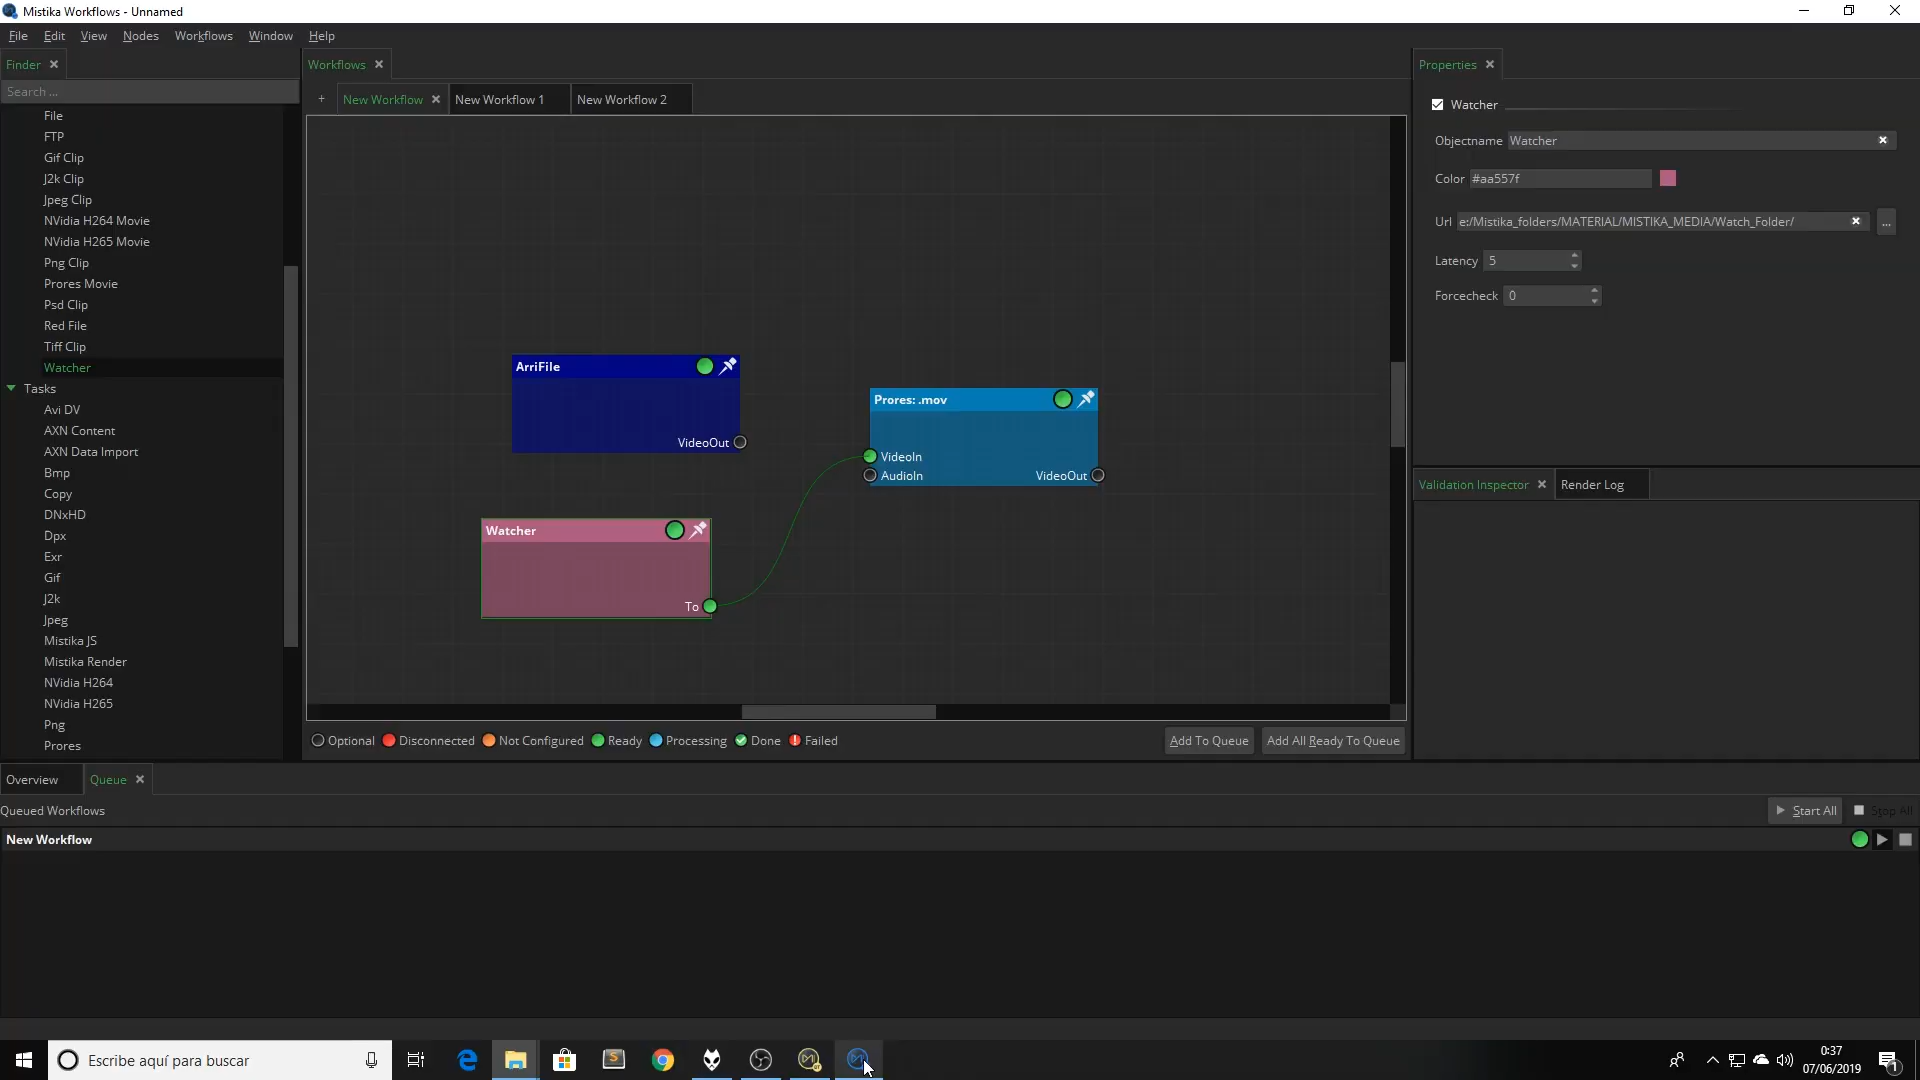 Mistika Workflows - Unnamed
File Edit View Nodes Workflows Window Help
Finder
Search ...
File
FTP
Gif Clip
J2k Clip
Jpeg Clip
NVidia H264 Movie
NVidia H265 Movie
Png Clip
Prores Movie
Psd Clip
Red File
Tiff Clip
Watcher
Tasks
Avi DV
AXN Content
AXN Data Import
Bmp
Copy
DNxHD
Dpx
Exr
Gif
J2k
Jpeg
Mistika JS
Mistika Render
NVidia H264
NVidia H265
Png
Prores
Workflows
+ New Workflow New Workflow 1 New Workflow 2
ArriFile
VideoOut
Prores: .mov
VideoIn
AudioIn VideoOut
Watcher
To
Optional Disconnected Not Configured Ready Processing Done Failed
Add To Queue Add All Ready To Queue
Properties
Watcher
Objectname Watcher
Color #aa557f
Url e:/Mistika_folders/MATERIAL/MISTIKA_MEDIA/Watch_Folder/ ...
Latency 5
Forcecheck 0
Validation Inspector Render Log
Overview Queue
Queued Workflows Start All Stop All
New Workflow
Escribe aquí para buscar
0:37
07/06/2019
1